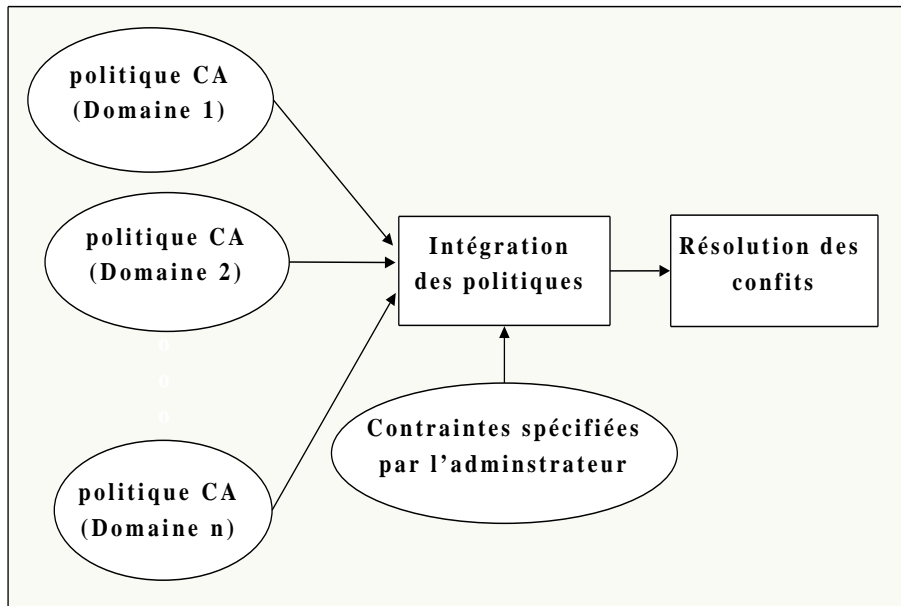 politique CA
(Domaine 1)
politique CA
(Domaine 2)
o
o
o
politique CA
(Domaine n)
Intégration
des politiques
Résolution des
confits
Contraintes spécifiées
par l’adminstrateur